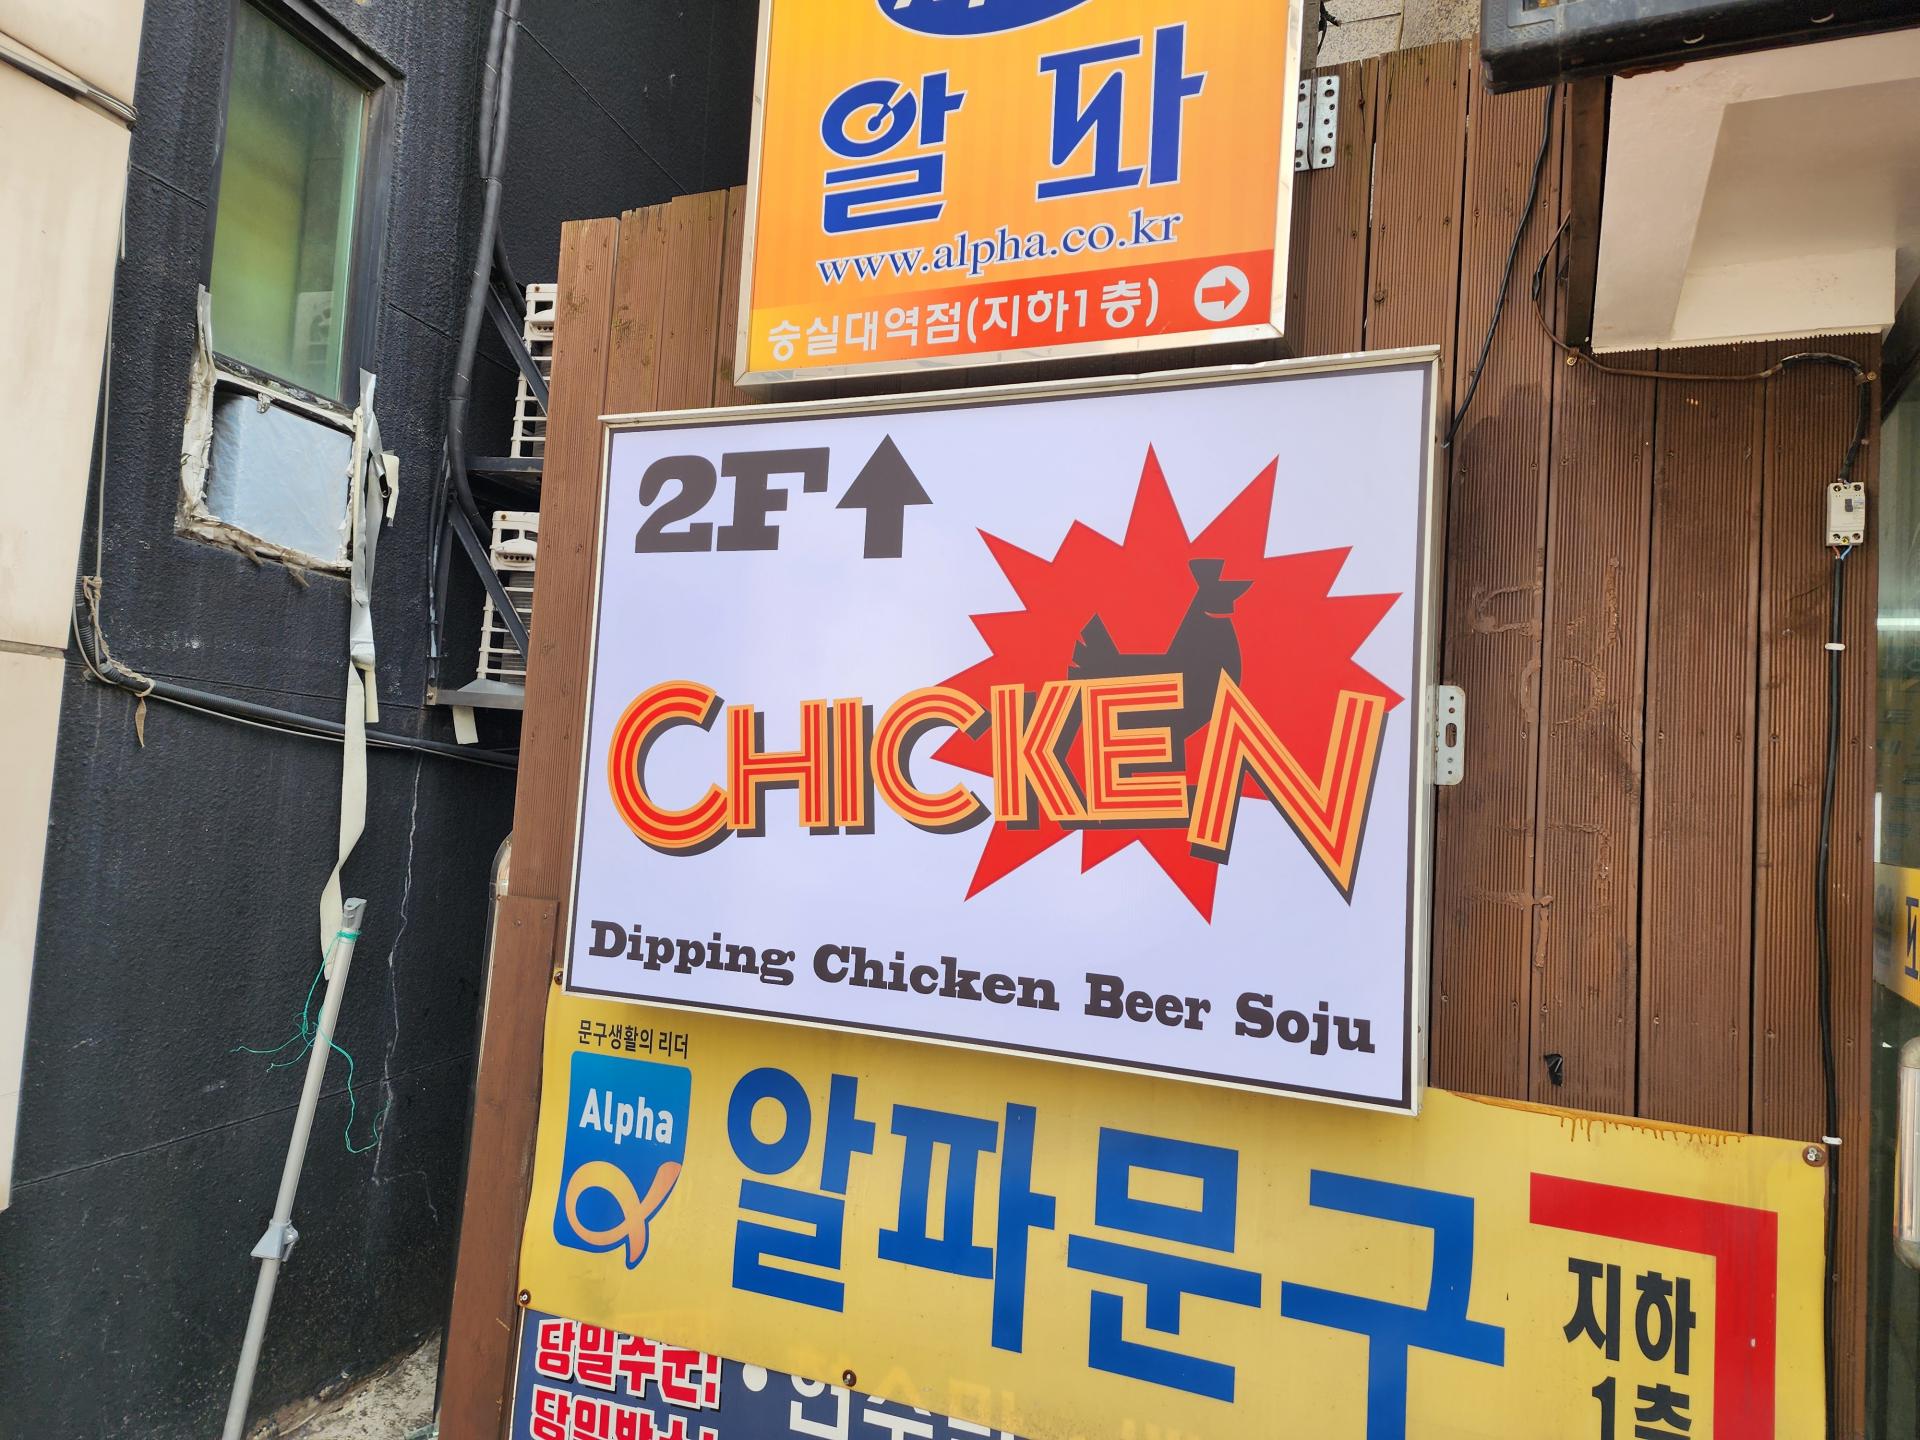 알파
www.alpha.co.kr
숭실대역점(지하1층)
2F
CHICKEN
Dipping Chicken Beer Soju
문구생활의 리더
Alpha
알파문구
지하
1층
당일주문!